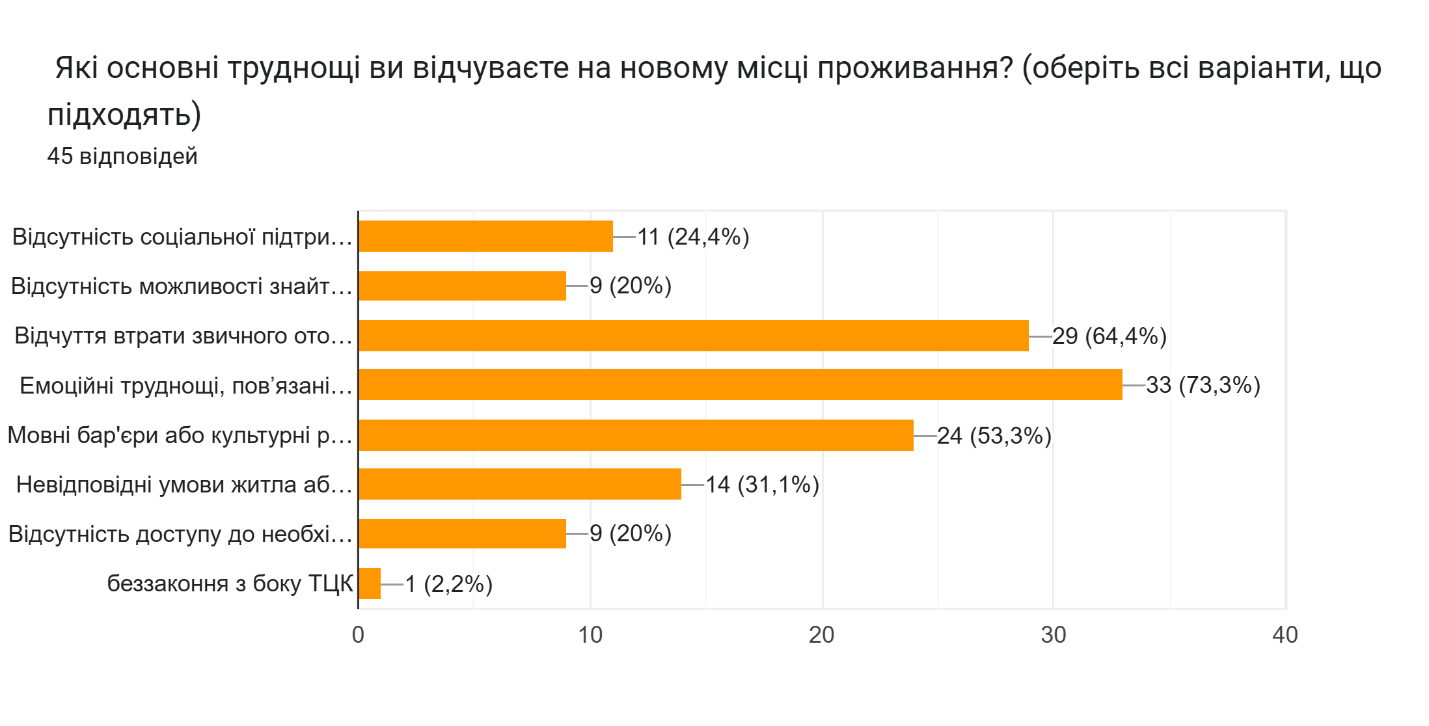 Які основні труднощі ви відчуваєте на новому місці проживання? (оберіть всі варіанти, що
підходять)
45 відповідей
Відсутність соціальної підтри…
11 (24,4%)
Відсутність можливості знайт…
9 (20%)
Відчуття втрати звичного ото…
29 (64,4%)
Емоційні труднощі, пов’язані…
33 (73,3%)
Мовні бар'єри або культурні р…
24 (53,3%)
Невідповідні умови житла аб…
14 (31,1%)
Відсутність доступу до необхі…
9 (20%)
беззаконня з боку ТЦК
1 (2,2%)
0 10 20 30 40